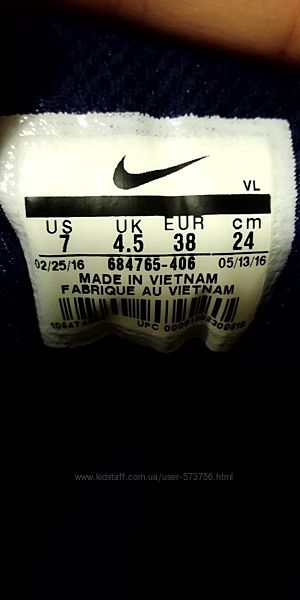 VL
US UK EUR cm
7 4.5 38 24
02/25/16 684765-406 05/13/16
MADE IN VIETNAM
FABRIQUE AU VIETNAM
UPC
www.kidstaff.com.ua/user-573756.html